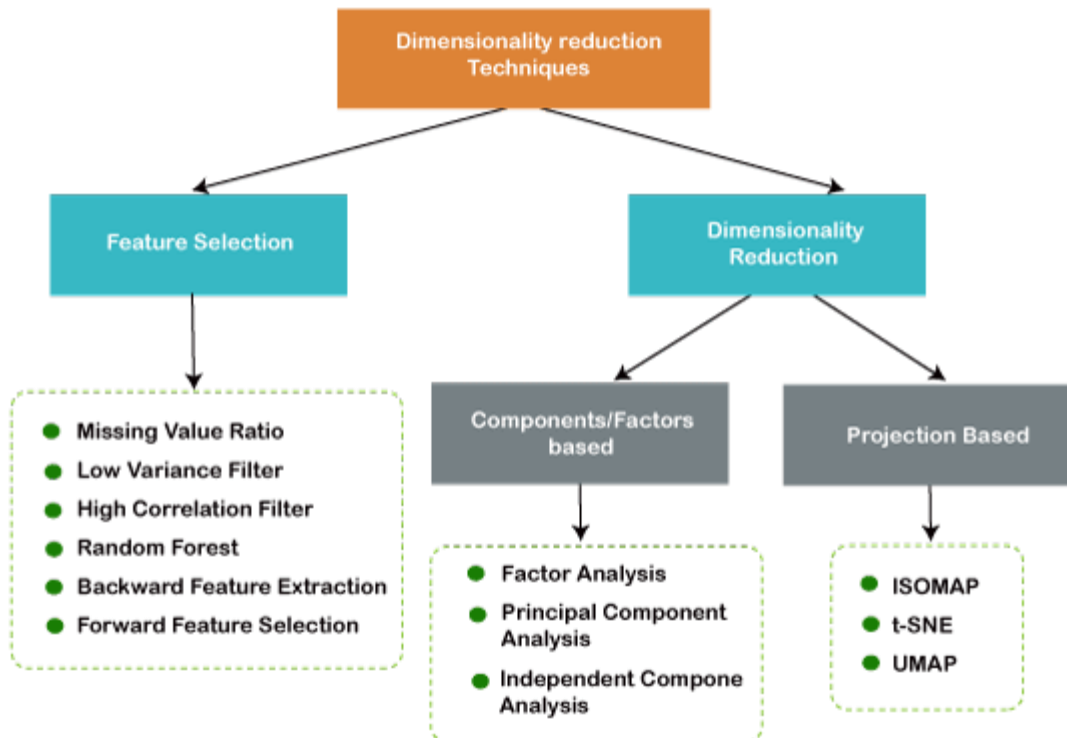 Dimensionality reduction
Techniques
Feature Selection
Dimensionality
Reduction
Missing Value Ratio
Low Variance Filter
High Correlation Filter
Random Forest
Backward Feature Extraction
Forward Feature Selection
Components/Factors
based
Factor Analysis
Principal Component
Analysis
Independent Compone
Analysis
Projection Based
ISOMAP
t-SNE
UMAP